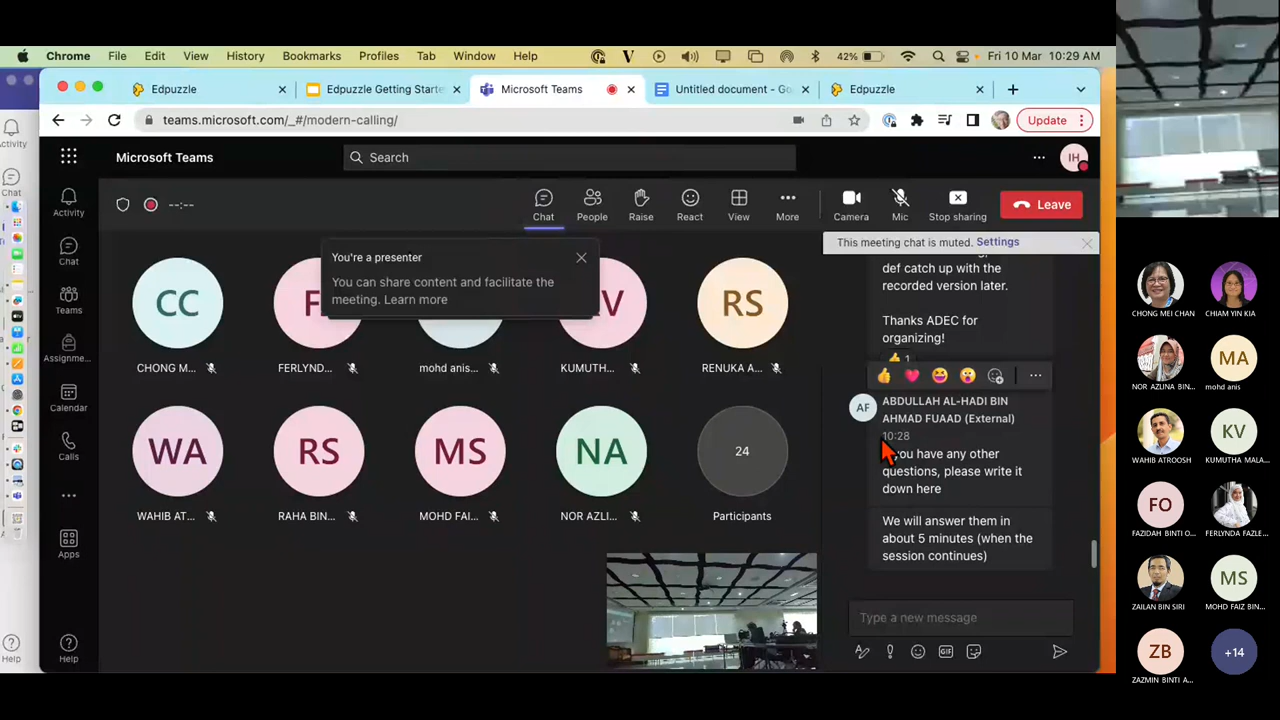 Chrome File Edit View History Bookmarks Profiles Tab Window Help 42% Fri 10 Mar 10:29 AM
Edpuzzle
Edpuzzle Getting Starte
Microsoft Teams
Untitled document - Go
Edpuzzle
teams.microsoft.com/_#/modern-calling/
Update
Microsoft Teams
Search
IH
--:--
Chat
People
Raise
React
View
More
Camera
Mic
Stop sharing
Leave
Activity
Chat
Teams
Assignme...
Calendar
Calls
Apps
Help
Chat
Help
You're a presenter
You can share content and facilitate the
meeting. Learn more
This meeting chat is muted. Settings
def catch up with the
recorded version later.
Thanks ADEC for
organizing!
1
AF
ABDULLAH AL-HADI BIN
AHMAD FUAAD (External)
10:28
you have any other
questions, please write it
down here
We will answer them in
about 5 minutes (when the
session continues)
Type a new message
GIF
CC
F
V
RS
CHONG M...
FERLYND...
mohd anis...
KUMUTH...
RENUKA A...
WA
RS
MS
NA
24
WAHIB AT...
RAHA BIN...
MOHD FAI...
NOR AZLI...
Participants
CHONG MEI CHAN
CHIAM YIN KIA
NOR AZLINA BIN...
MA
mohd anis
WAHIB ATROOSH
KV
KUMUTHA MALA...
FO
FAZIDAH BINTI O...
FERLYNDA FAZLE...
ZAILAN BIN SIRI
MS
MOHD FAIZ BIN...
ZB
ZAZMIN BINTI A...
+14